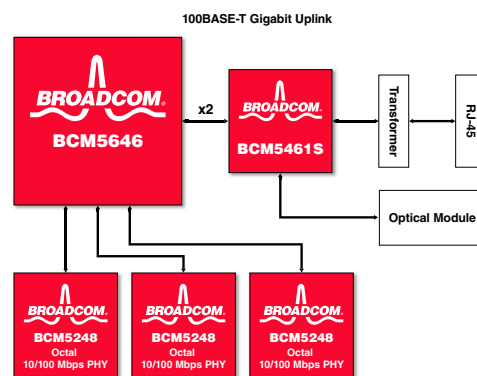 100BASE-T Gigabit Uplink
BROADCOM®
BCM5646
x2
BROADCOM®
BCM5461S
Transformer
RJ-45
Optical Module
BROADCOM®
BCM5248
Octal
10/100 Mbps PHY
BROADCOM®
BCM5248
Octal
10/100 Mbps PHY
BROADCOM®
BCM5248
Octal
10/100 Mbps PHY